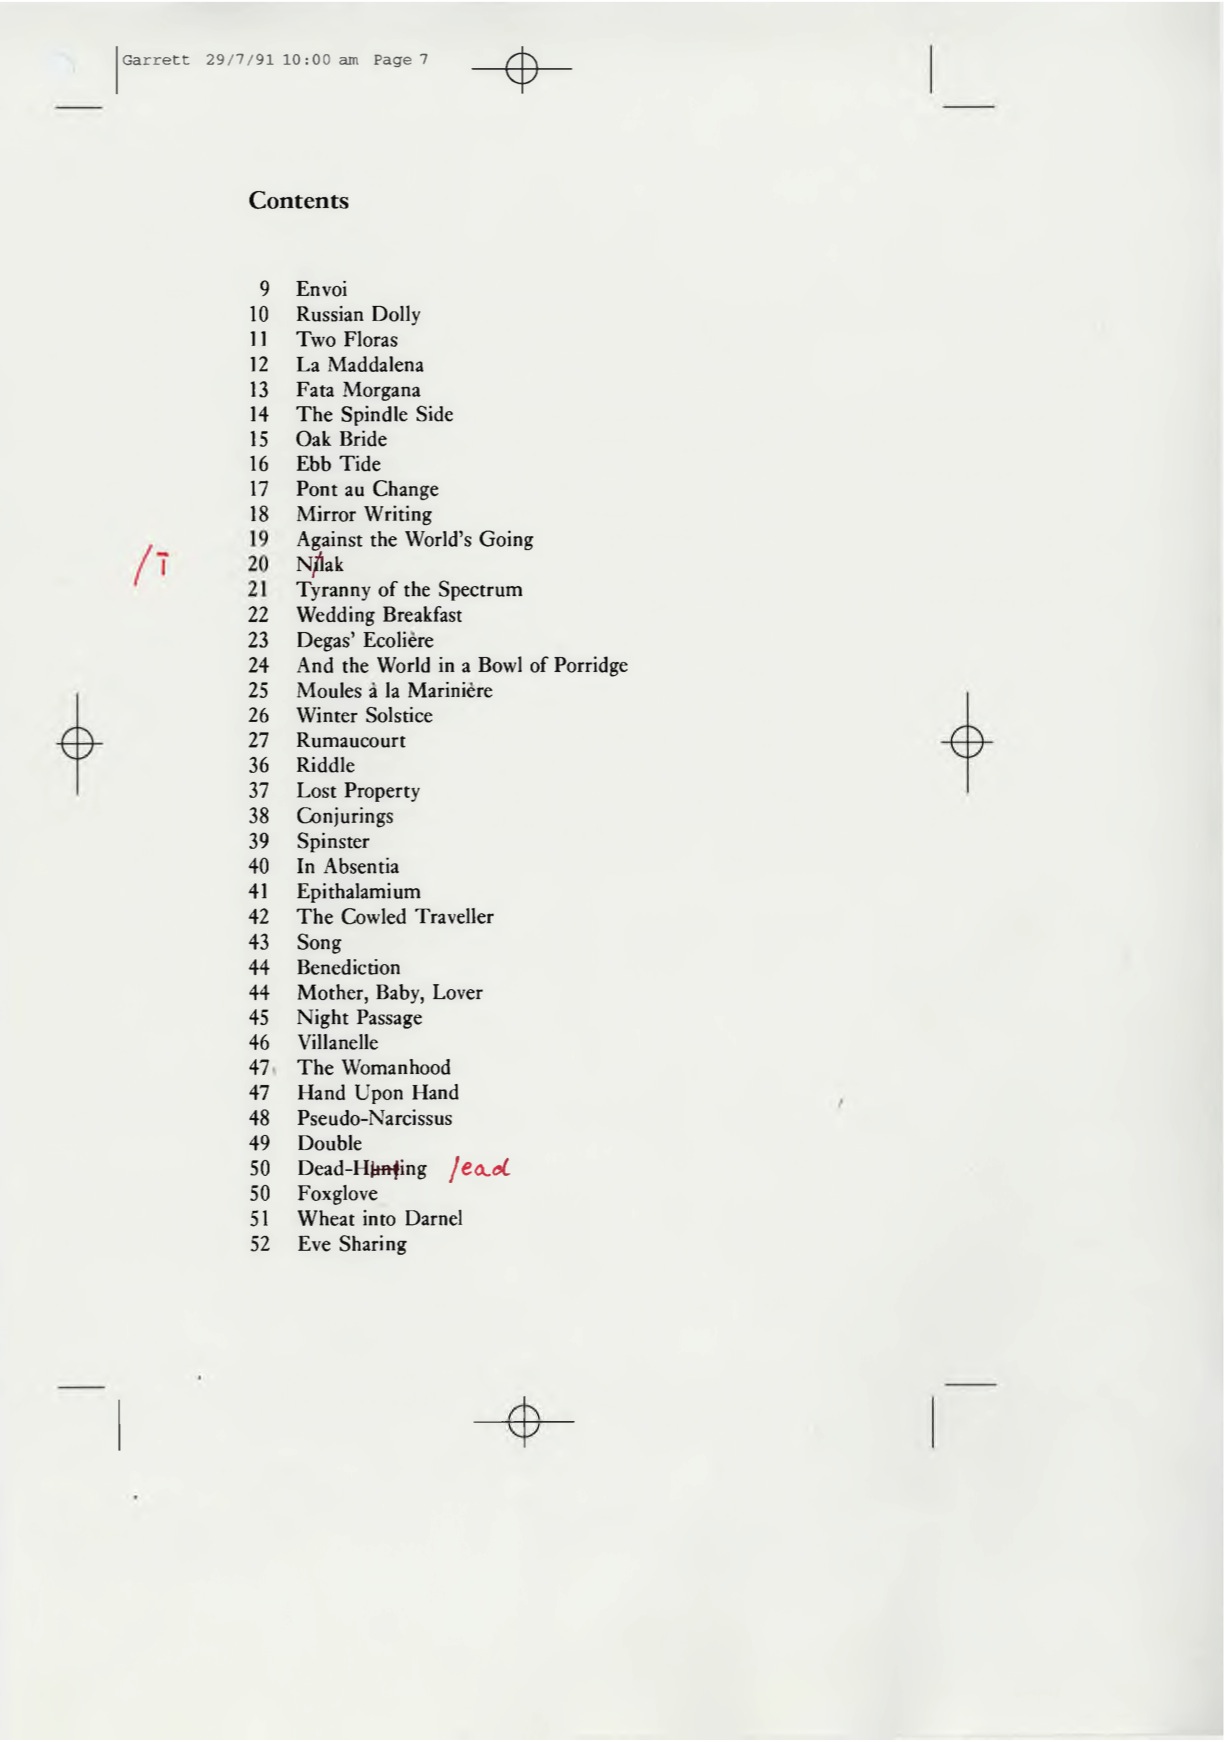 Garrett 29/7/91 10:00 am Page 7
Contents
9 Envoi
10 Russian Dolly
11 Two Floras
12 La Maddalena
13 Fata Morgana
14 The Spindle Side
15 Oak Bride
16 Ebb Tide
17 Pont au Change
18 Mirror Writing
19 Against the World's Going
/ī 20 Nilak
21 Tyranny of the Spectrum
22 Wedding Breakfast
23 Degas' Ecolière
24 And the World in a Bowl of Porridge
25 Moules à la Marinière
26 Winter Solstice
27 Rumaucourt
36 Riddle
37 Lost Property
38 Conjurings
39 Spinster
40 In Absentia
41 Epithalamium
42 The Cowled Traveller
43 Song
44 Benediction
44 Mother, Baby, Lover
45 Night Passage
46 Villanelle
47 The Womanhood
47 Hand Upon Hand
48 Pseudo-Narcissus
49 Double
50 Dead-Hunting /ead
50 Foxglove
51 Wheat into Darnel
52 Eve Sharing